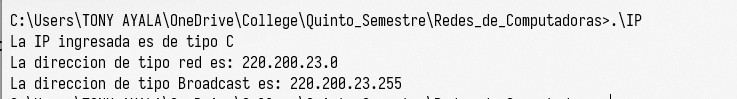 C:\Users\TONY AYALA\OneDrive\College\Quinto_Semestre\Redes_de_Computadoras>.\IP
La IP ingresada es de tipo C
La direccion de tipo red es: 220.200.23.0
La direccion de tipo Broadcast es: 220.200.23.255